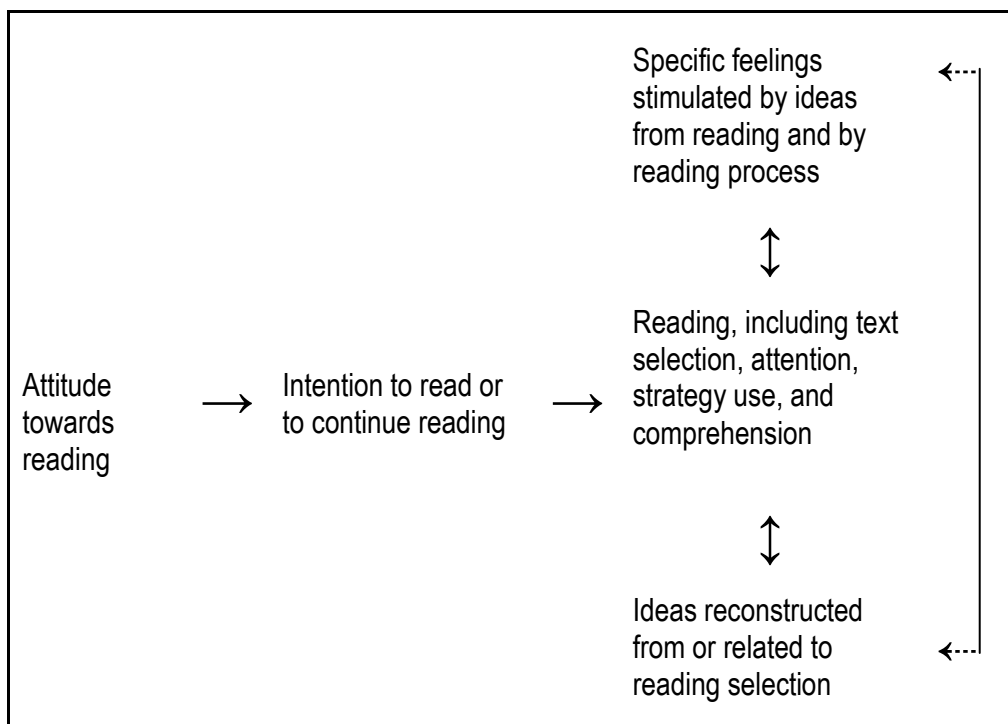 Specific feelings
stimulated by ideas
from reading and by
reading process
Attitude
towards
reading
Intention to read or
to continue reading
Reading, including text
selection, attention,
strategy use, and
comprehension
Ideas reconstructed
from or related to
reading selection